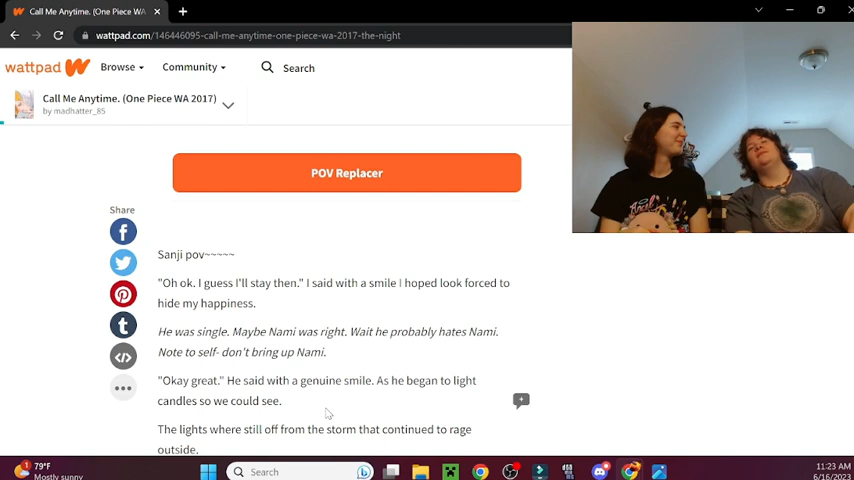 Call Me Anytime. (One Piece WA
wattpad.com/146446095-call-me-anytime-one-piece-wa-2017-the-night
wattpad
Browse
Community
Search
Call Me Anytime. (One Piece WA 2017)
by madhatter_85
POV Replacer
Share
Sanji pov~~~~~
"Oh ok. I guess I'll stay then." I said with a smile I hoped look forced to
hide my happiness.
He was single. Maybe Nami was right. Wait he probably hates Nami.
Note to self- don't bring up Nami.
"Okay great." He said with a genuine smile. As he began to light
candles so we could see.
The lights where still off from the storm that continued to rage
outside.
1
79°F
Mostly sunny
Search
11:23 AM
6/16/2023